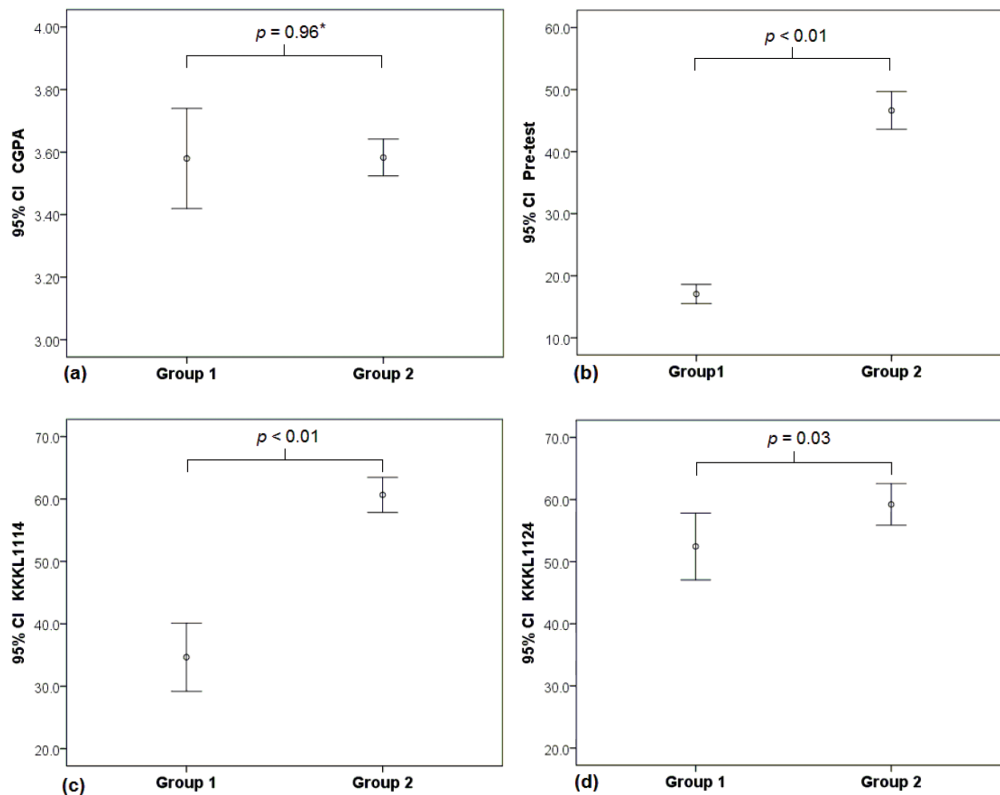 p = 0.96*
95% CI CGPA
4.00
3.80
3.60
3.40
3.20
3.00
Group 1 Group 2
(a)
p < 0.01
95% CI Pre-test
60.0
50.0
40.0
30.0
20.0
10.0
Group1 Group 2
(b)
p < 0.01
95% CI KKKL1114
70.0
60.0
50.0
40.0
30.0
20.0
Group 1 Group 2
(c)
p = 0.03
95% CI KKKL1124
70.0
60.0
50.0
40.0
30.0
20.0
Group 1 Group 2
(d)